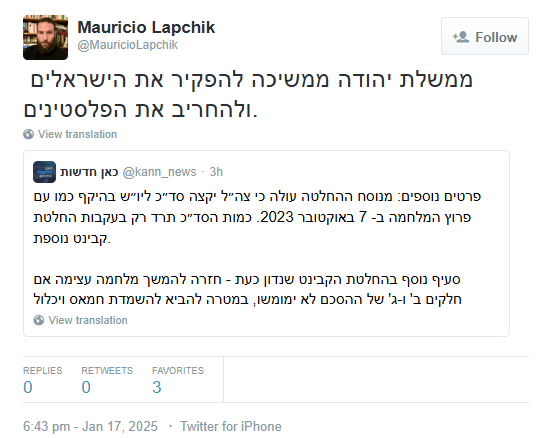 Mauricio Lapchik
@MauricioLapchik
Follow
ממשלת יהודה ממשיכה להפקיר את הישראלים
ולהחריב את הפלסטינים.
View translation
כאן חדשות @kann_news · 3h
פרטים נוספים: מנוסח ההחלטה עולה כי צה״ל יקצה סד״כ ליו״ש בהיקף כמו עם
פרוץ המלחמה ב- 7 באוקטובר 2023. כמות הסד״כ תרד רק בעקבות החלטת
קבינט נוספת.
סעיף נוסף בהחלטת הקבינט שנדון כעת - חזרה להמשך מלחמה עצימה אם
חלקים ב' ו-ג' של ההסכם לא ימומשו, במטרה להביא להשמדת חמאס ויכלול
View translation
REPLIES RETWEETS FAVORITES
0 0 3
6:43 pm - Jan 17, 2025 · Twitter for iPhone